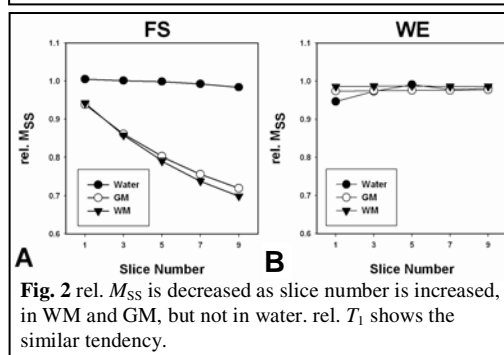 FS
WE
1.1
1.0
0.9
0.8
0.7
0.6
rel. MSS
Water
GM
WM
1 3 5 7 9
A
Slice Number
1.1
1.0
0.9
0.8
0.7
0.6
rel. MSS
Water
GM
WM
1 3 5 7 9
B
Slice Number
Fig. 2 rel. MSS is decreased as slice number is increased,
in WM and GM, but not in water. rel. T1 shows the
similar tendency.